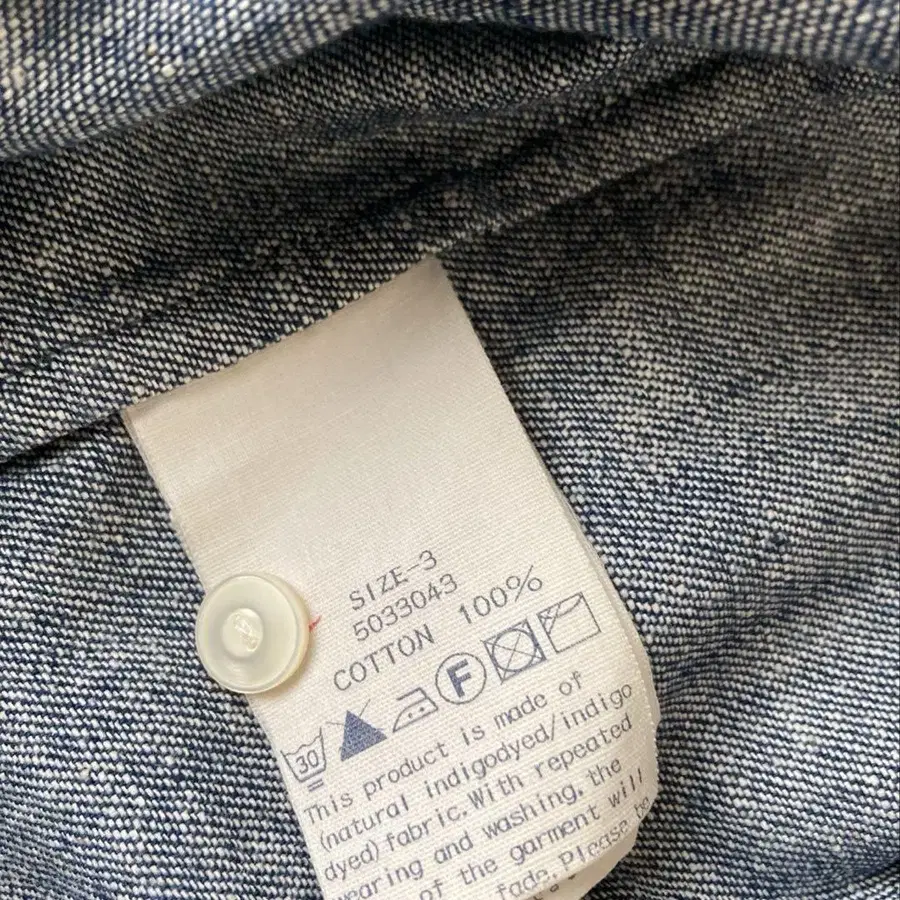 SIZE-3
5033043
COTTON 100%
30 F
This product is made of
(natural indigodyed/indigo
dyed) fabric. With repeated
wearing and washing, the
of the garment will
fade. Please